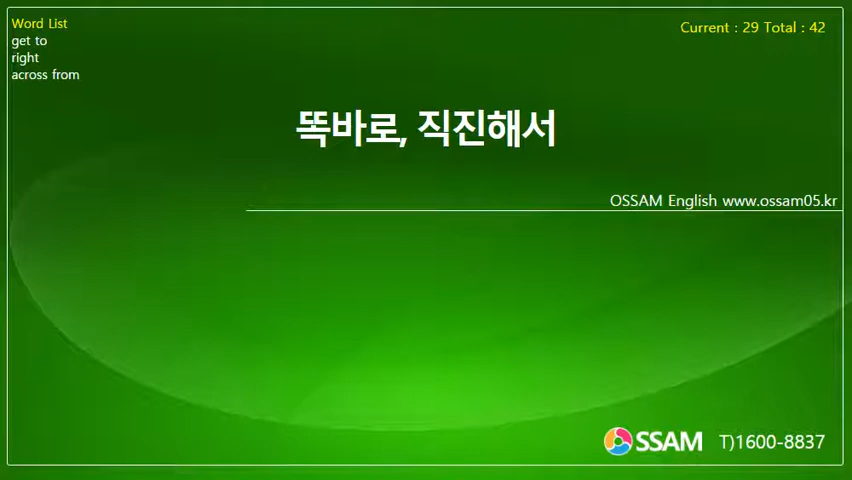 Word List
get to
right
across from
Current : 29 Total : 42
똑바로, 직진해서
OSSAM English www.ossam05.kr
OSSAM T)1600-8837